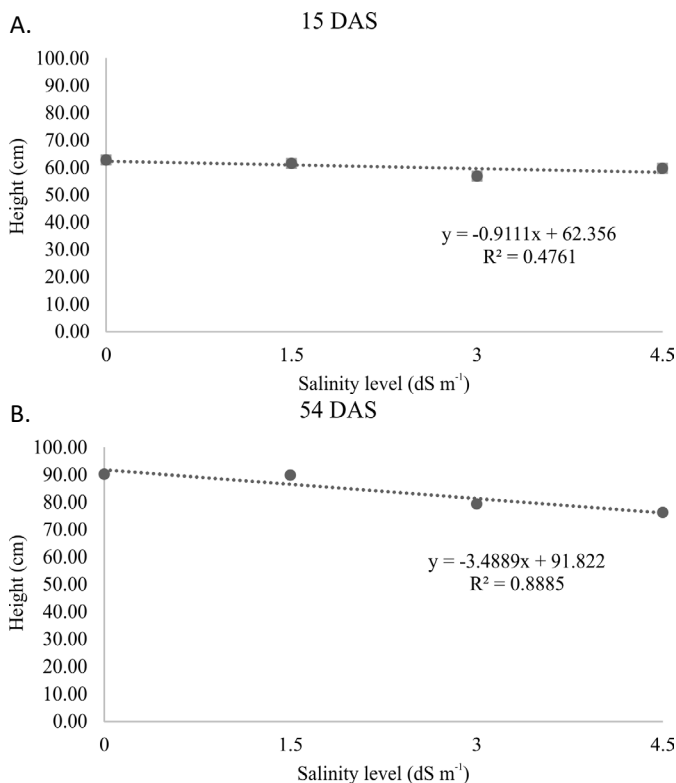 A.
15 DAS
100.00
90.00
80.00
70.00
60.00
50.00
40.00
30.00
20.00
10.00
0.00
Height (cm)
y = -0.9111x + 62.356
R² = 0.4761
0 1.5 3 4.5
Salinity level (dS m⁻¹)
B.
54 DAS
100.00
90.00
80.00
70.00
60.00
50.00
40.00
30.00
20.00
10.00
0.00
Height (cm)
y = -3.4889x + 91.822
R² = 0.8885
0 1.5 3 4.5
Salinity level (dS m⁻¹)